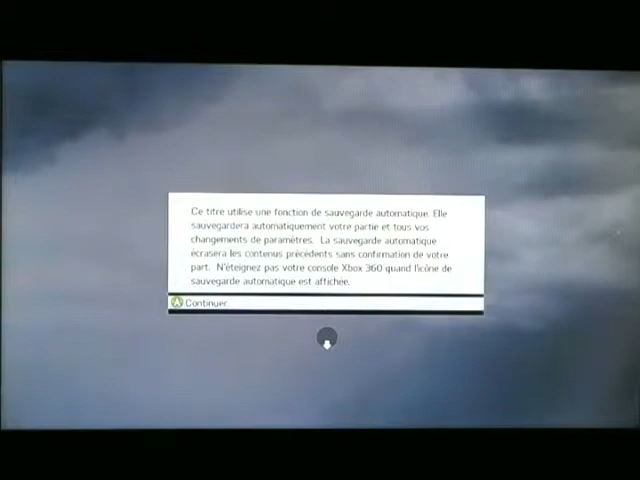 Ce titre utilise une fonction de sauvegarde automatique. Elle
sauvegardera automatiquement votre partie et tous vos
changements de paramètres. La sauvegarde automatique
écrasera les contenus précédents sans confirmation de votre
part. N'éteignez pas votre console Xbox 360 quand l'icône de
sauvegarde automatique est affichée.
A Continuer